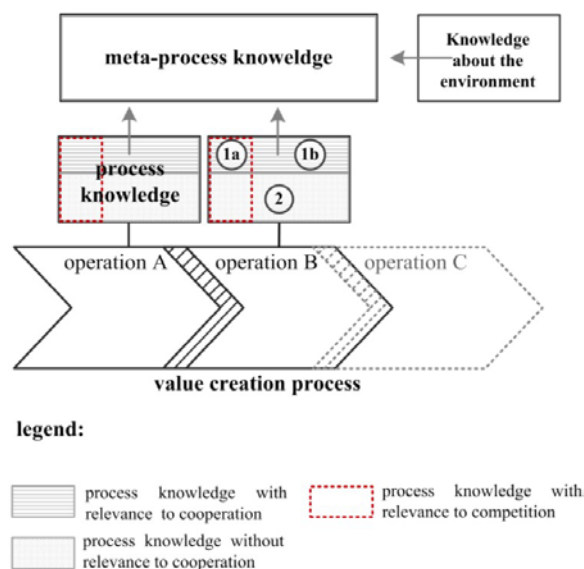 meta-process knoweldge
Knowledge
about the
environment
process
knowledge
1a
1b
2
operation A
operation B
operation C
value creation process
legend:
process knowledge with
relevance to cooperation
process knowledge with
relevance to competition
process knowledge without
relevance to cooperation